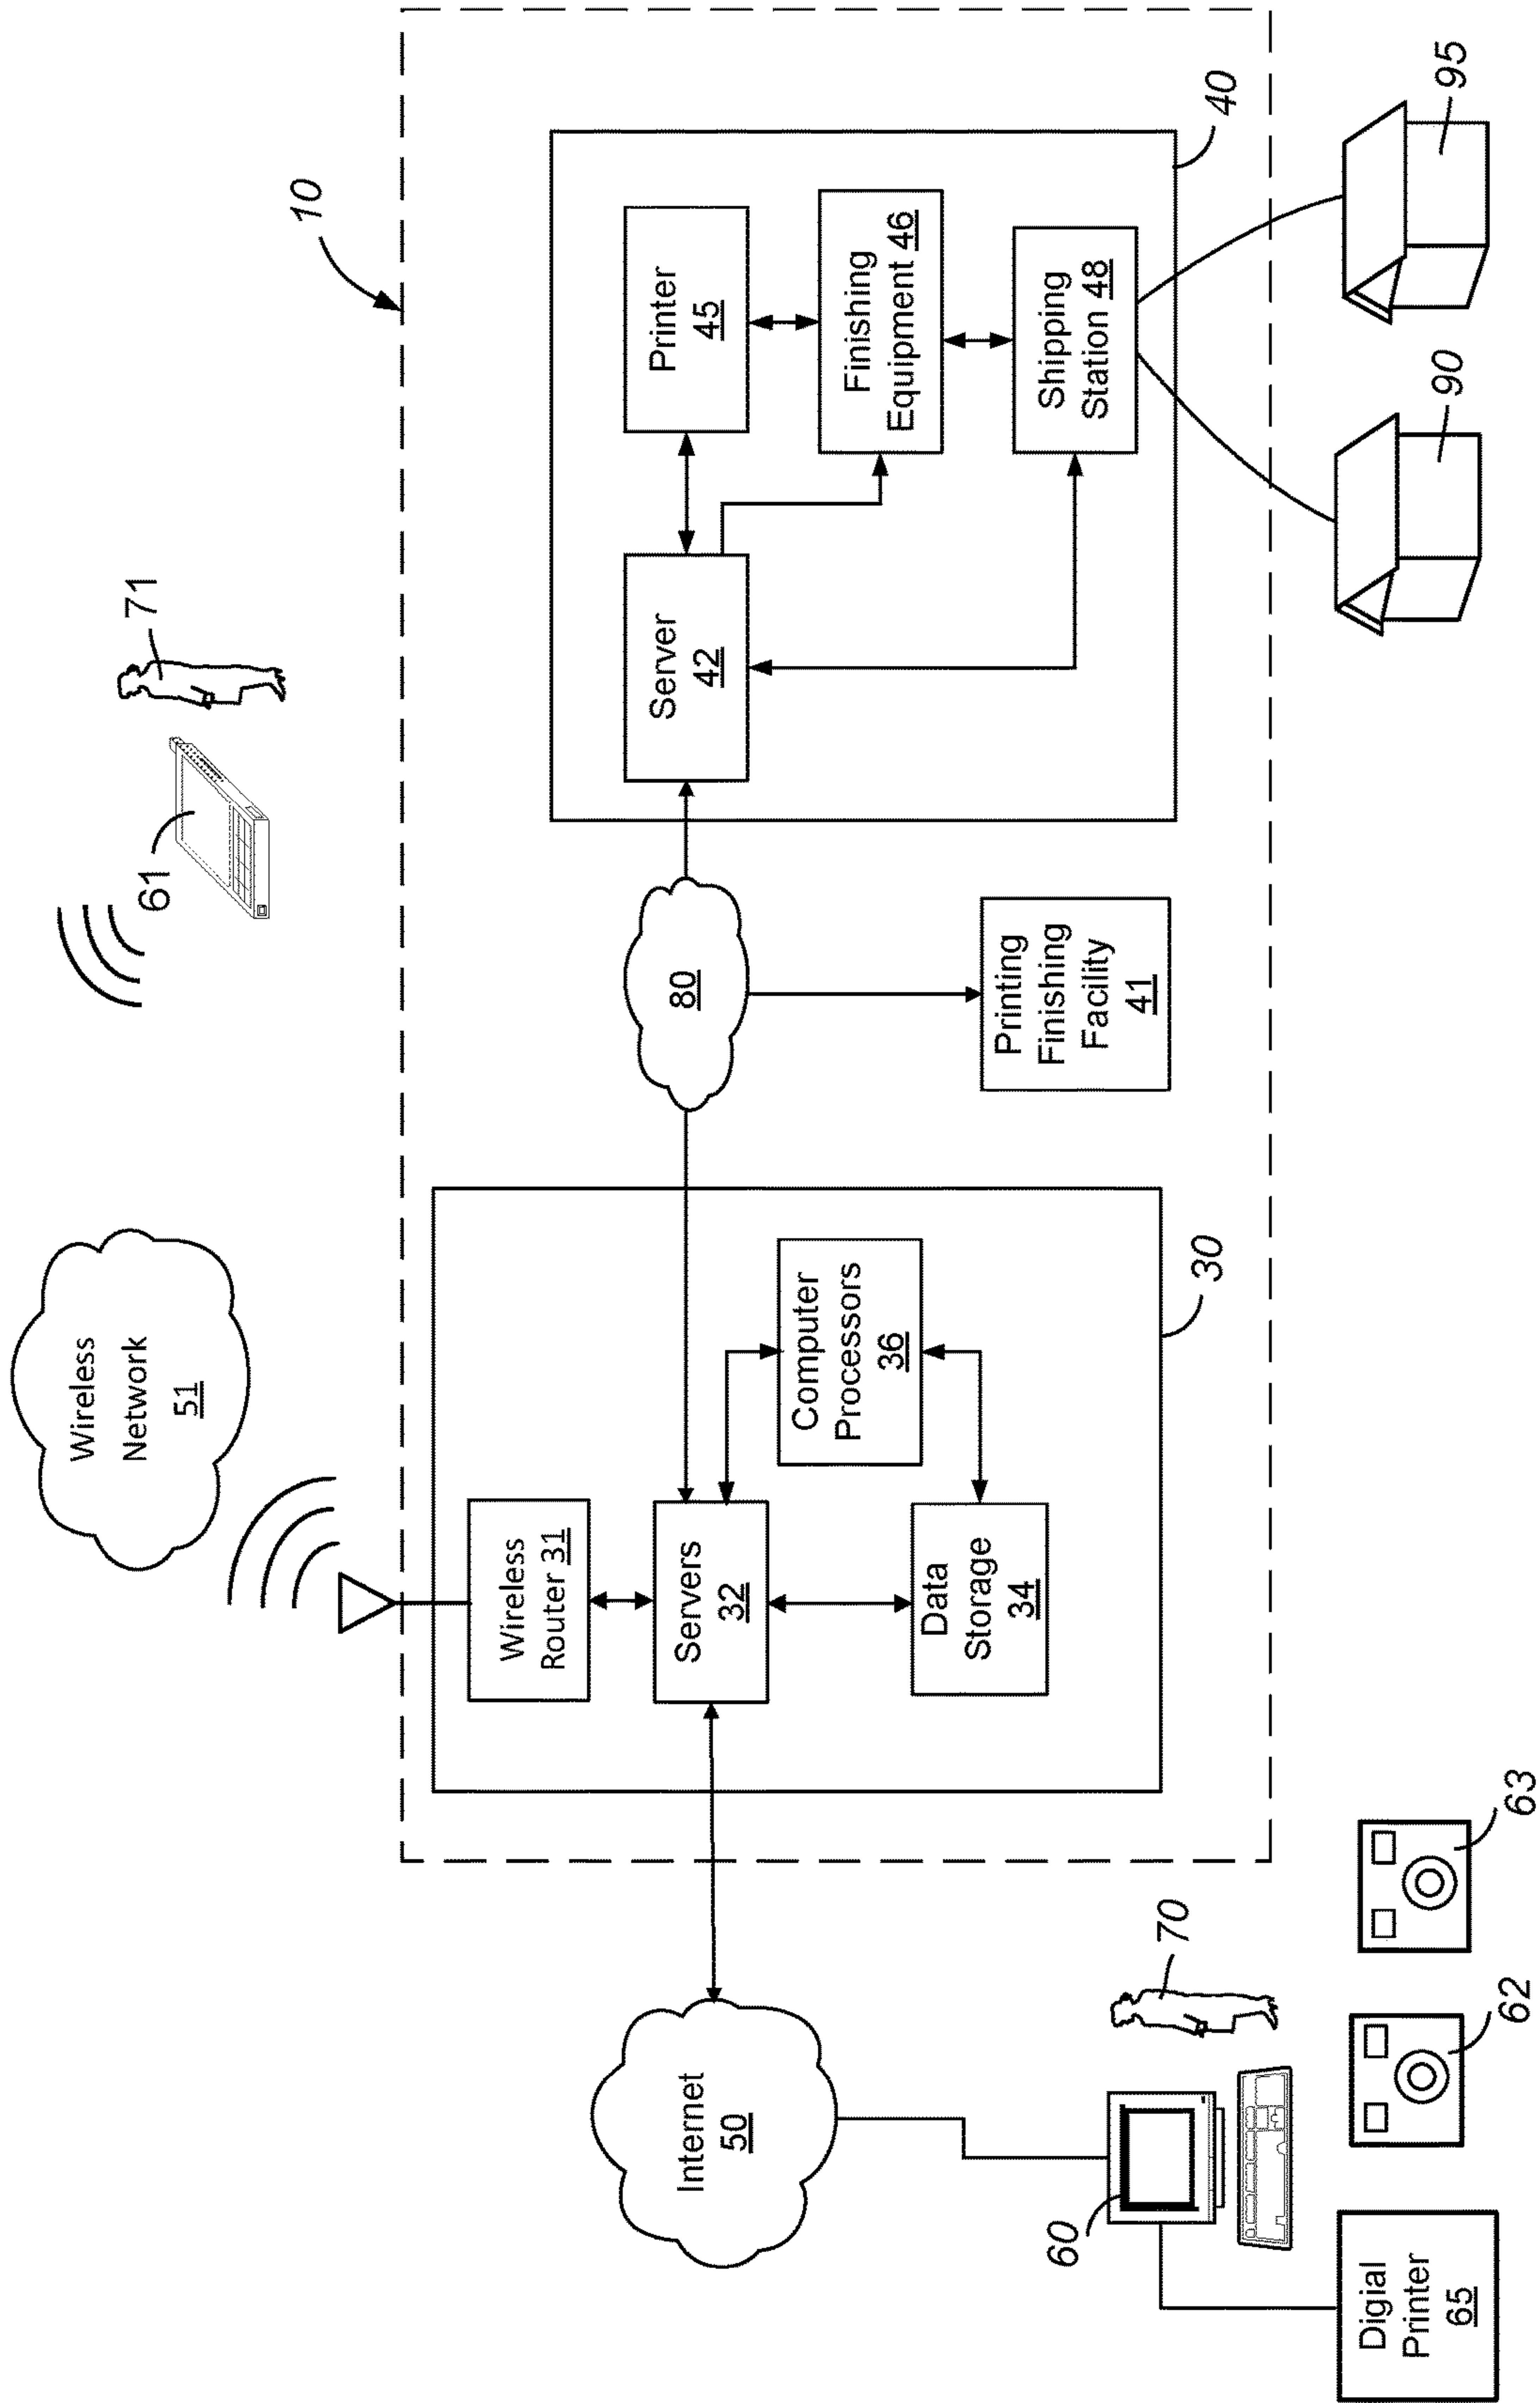 Wireless
Network
51
61
71
10
Wireless
Router 31
Servers
32
Computer
Processors
36
Data
Storage
34
30
80
Printing
Finishing
Facility
41
Server
42
Printer
45
Finishing
Equipment 46
Shipping
Station 48
40
Internet
50
60
70
Digial
Printer
65
62
63
90
95